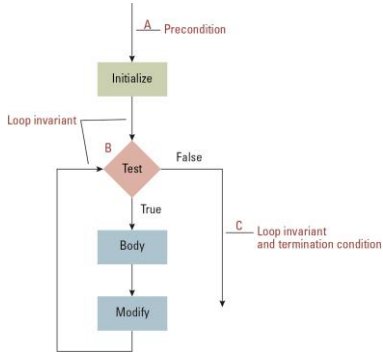 A
Precondition
Initialize
Loop invariant
B
Test
False
True
C
Loop invariant
and termination condition
Body
Modify